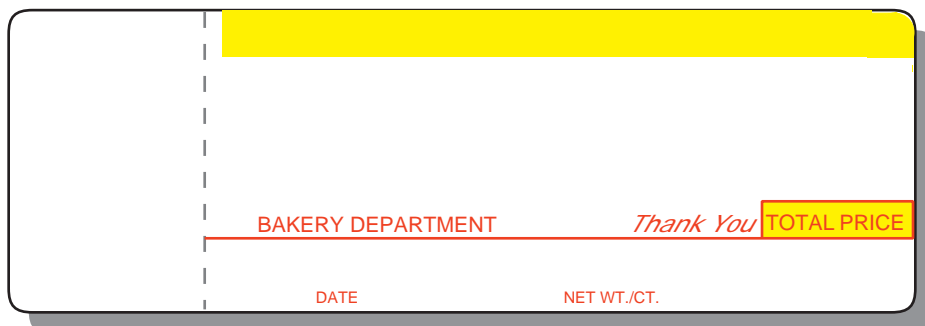 BAKERY DEPARTMENT Thank You TOTAL PRICE
DATE NET WT./CT.